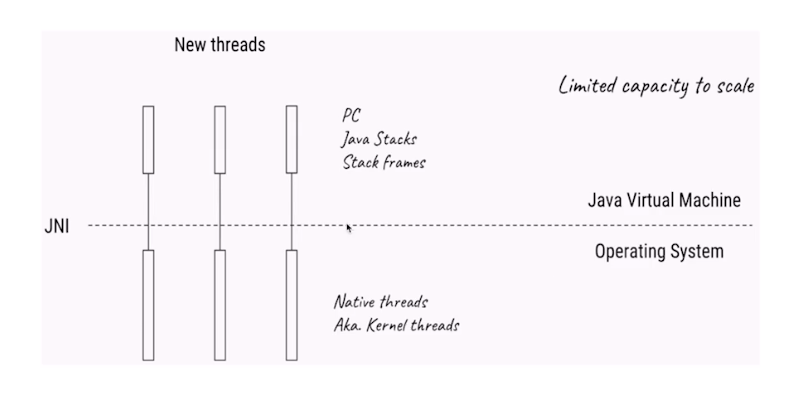 New threads
Limited capacity to scale
PC
Java Stacks
Stack frames
Java Virtual Machine
JNI
Operating System
Native threads
Aka. Kernel threads